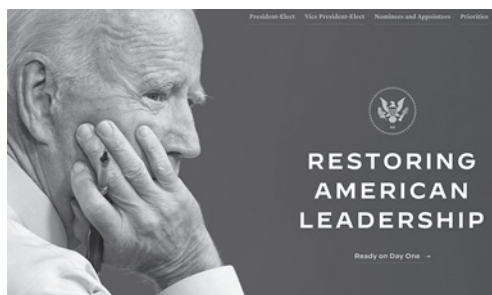 President-Elect Vice President-Elect Nominees and Appointees Priorities
RESTORING
AMERICAN
LEADERSHIP
Ready on Day One →